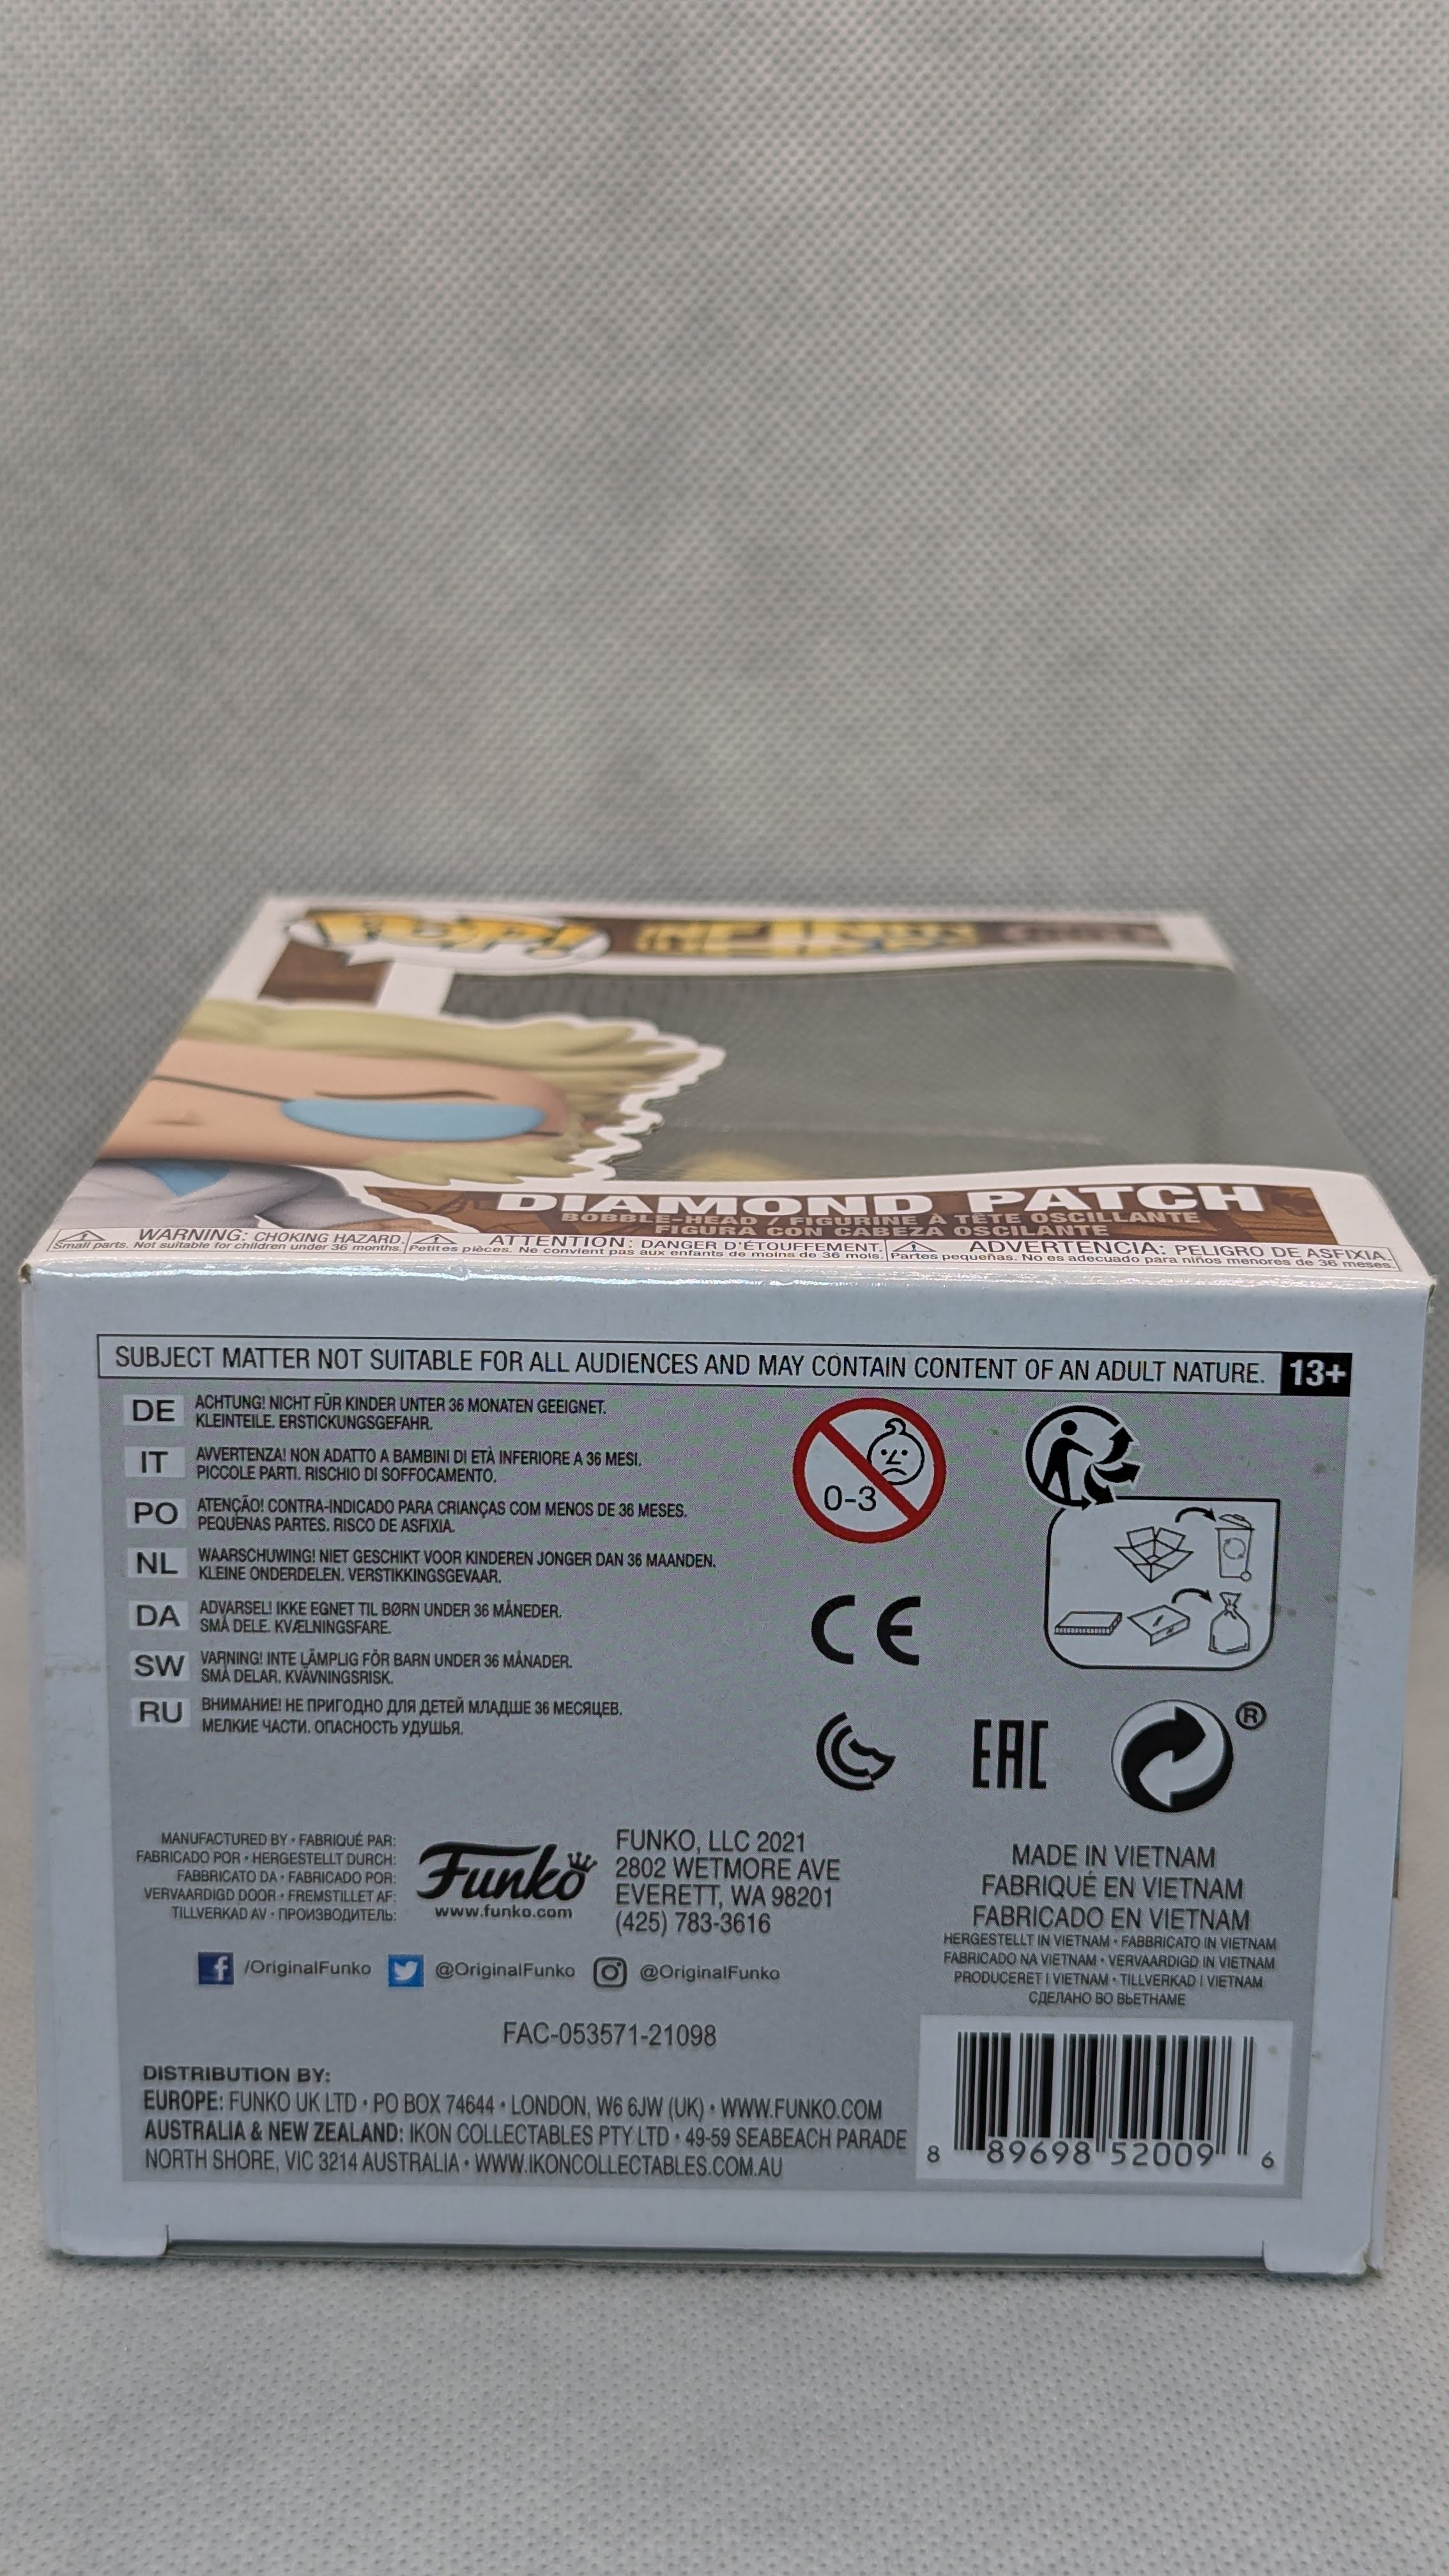 POP!
DIAMOND PATCH
BOBBLE-HEAD / FIGURINE À TÊTE OSCILLANTE
FIGURA CON CABEZA OSCILANTE
WARNING: CHOKING HAZARD.
Small parts. Not suitable for children under 36 months.
ATTENTION: DANGER D'ÉTOUFFEMENT.
Petites pièces. Ne convient pas aux enfants de moins de 36 mois.
ADVERTENCIA: PELIGRO DE ASFIXIA.
Partes pequeñas. No es adecuado para niños menores de 36 meses.
SUBJECT MATTER NOT SUITABLE FOR ALL AUDIENCES AND MAY CONTAIN CONTENT OF AN ADULT NATURE. 13+
DE ACHTUNG! NICHT FÜR KINDER UNTER 36 MONATEN GEEIGNET.
KLEINTEILE. ERSTICKUNGSGEFAHR.
IT AVVERTENZA! NON ADATTO A BAMBINI DI ETÀ INFERIORE A 36 MESI.
PICCOLE PARTI. RISCHIO DI SOFFOCAMENTO.
PO ATENÇÃO! CONTRA-INDICADO PARA CRIANÇAS COM MENOS DE 36 MESES.
PEQUENAS PARTES. RISCO DE ASFIXIA.
NL WAARSCHUWING! NIET GESCHIKT VOOR KINDEREN JONGER DAN 36 MAANDEN.
KLEINE ONDERDELEN. VERSTIKKINGSGEVAAR.
DA ADVARSEL! IKKE EGNET TIL BØRN UNDER 36 MÅNEDER.
SMÅ DELE. KVÆLNINGSFARE.
SW VARNING! INTE LÄMPLIG FÖR BARN UNDER 36 MÅNADER.
SMÅ DELAR. KVÄVNINGSRISK.
RU ВНИМАНИЕ! НЕ ПРИГОДНО ДЛЯ ДЕТЕЙ МЛАДШЕ 36 МЕСЯЦЕВ.
МЕЛКИЕ ЧАСТИ. ОПАСНОСТЬ УДУШЬЯ.
0-3
CE
EAC
®
MANUFACTURED BY • FABRIQUÉ PAR:
FABRICADO POR • HERGESTELLT DURCH:
FABBRICATO DA • FABRICADO POR:
VERVAARDIGD DOOR • FREMSTILLET AF:
TILLVERKAD AV • ПРОИЗВОДИТЕЛЬ:
Funko
www.funko.com
FUNKO, LLC 2021
2802 WETMORE AVE
EVERETT, WA 98201
(425) 783-3616
/OriginalFunko @OriginalFunko @OriginalFunko
MADE IN VIETNAM
FABRIQUÉ EN VIETNAM
FABRICADO EN VIETNAM
HERGESTELLT IN VIETNAM • FABBRICATO IN VIETNAM
FABRICADO NA VIETNAM • VERVAARDIGD IN VIETNAM
PRODUCERET I VIETNAM • TILLVERKAD I VIETNAM
СДЕЛАНО ВО ВЬЕТНАМЕ
FAC-053571-21098
DISTRIBUTION BY:
EUROPE: FUNKO UK LTD • PO BOX 74644 • LONDON, W6 6JW (UK) • WWW.FUNKO.COM
AUSTRALIA & NEW ZEALAND: IKON COLLECTABLES PTY LTD • 49-59 SEABEACH PARADE
NORTH SHORE, VIC 3214 AUSTRALIA • WWW.IKONCOLLECTABLES.COM.AU
8 89698 52009 6